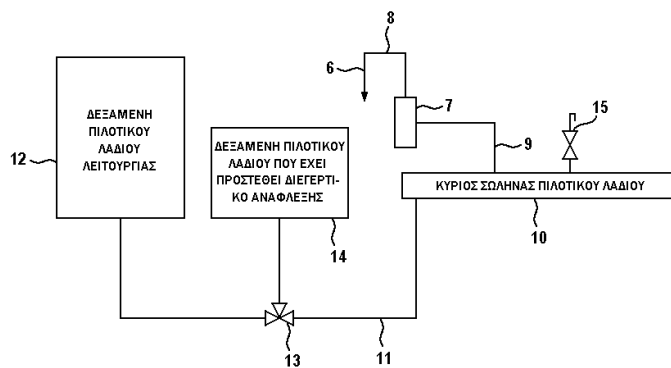 8
6
7
15
ΔΕΞΑΜΕΝΗ
ΠΙΛΟΤΙΚΟΥ
ΛΑΔΙΟΥ
ΛΕΙΤΟΥΡΓΙΑΣ
12
ΔΕΞΑΜΕΝΗ ΠΙΛΟΤΙΚΟΥ
ΛΑΔΙΟΥ ΠΟΥ ΕΧΕΙ
ΠΡΟΣΤΕΘΕΙ ΔΙΕΓΕΡΤΙ-
ΚΟ ΑΝΑΦΛΕΞΗΣ
9
ΚΥΡΙΟΣ ΣΩΛΗΝΑΣ ΠΙΛΟΤΙΚΟΥ ΛΑΔΙΟΥ
10
14
13
11